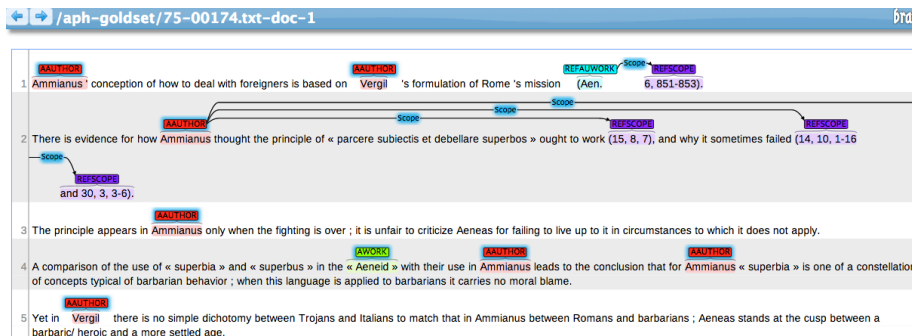 /aph-goldset/75-00174.txt-doc-1 bra
AAUTHOR AAUTHOR REFAUWORK Scope REFSCOPE
1 Ammianus ' conception of how to deal with foreigners is based on Vergil 's formulation of Rome 's mission (Aen. 6, 851-853).
Scope
Scope
Scope
AAUTHOR REFSCOPE REFSCOPE
2 There is evidence for how Ammianus thought the principle of « parcere subiectis et debellare superbos » ought to work (15, 8, 7), and why it sometimes failed (14, 10, 1-16
Scope
REFSCOPE
and 30, 3, 3-6).
AAUTHOR
3 The principle appears in Ammianus only when the fighting is over ; it is unfair to criticize Aeneas for failing to live up to it in circumstances to which it does not apply.
AWORK AAUTHOR AAUTHOR
4 A comparison of the use of « superbia » and « superbus » in the « Aeneid » with their use in Ammianus leads to the conclusion that for Ammianus « superbia » is one of a constellation
of concepts typical of barbarian behavior ; when this language is applied to barbarians it carries no moral blame.
AAUTHOR
5 Yet in Vergil there is no simple dichotomy between Trojans and Italians to match that in Ammianus between Romans and barbarians ; Aeneas stands at the cusp between a
barbaric/ heroic and a more settled age.